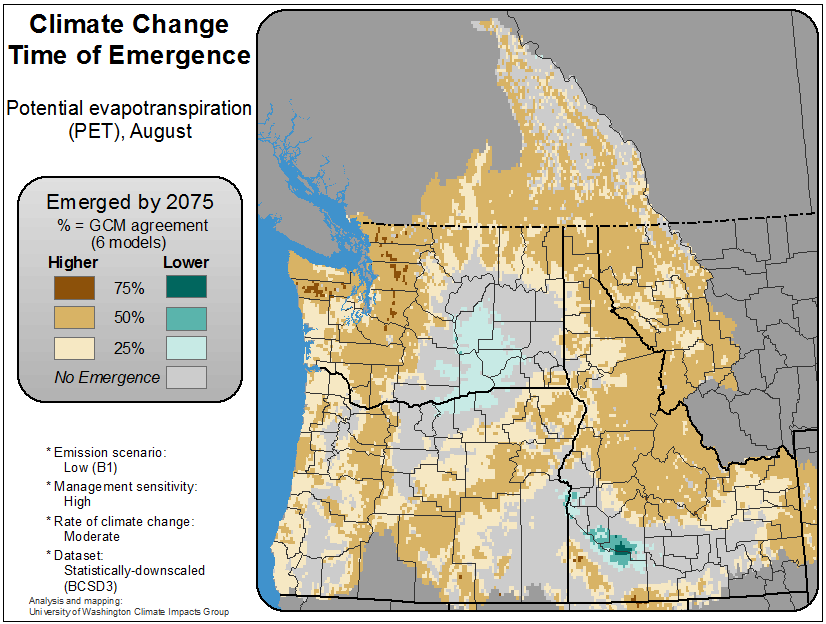 Climate Change
Time of Emergence
Potential evapotranspiration
(PET), August
Emerged by 2075
% = GCM agreement
(6 models)
Higher Lower
75%
50%
25%
No Emergence
* Emission scenario:
Low (B1)
* Management sensitivity:
High
* Rate of climate change:
Moderate
* Dataset:
Statistically-downscaled
(BCSD3)
Analysis and mapping:
University of Washington Climate Impacts Group